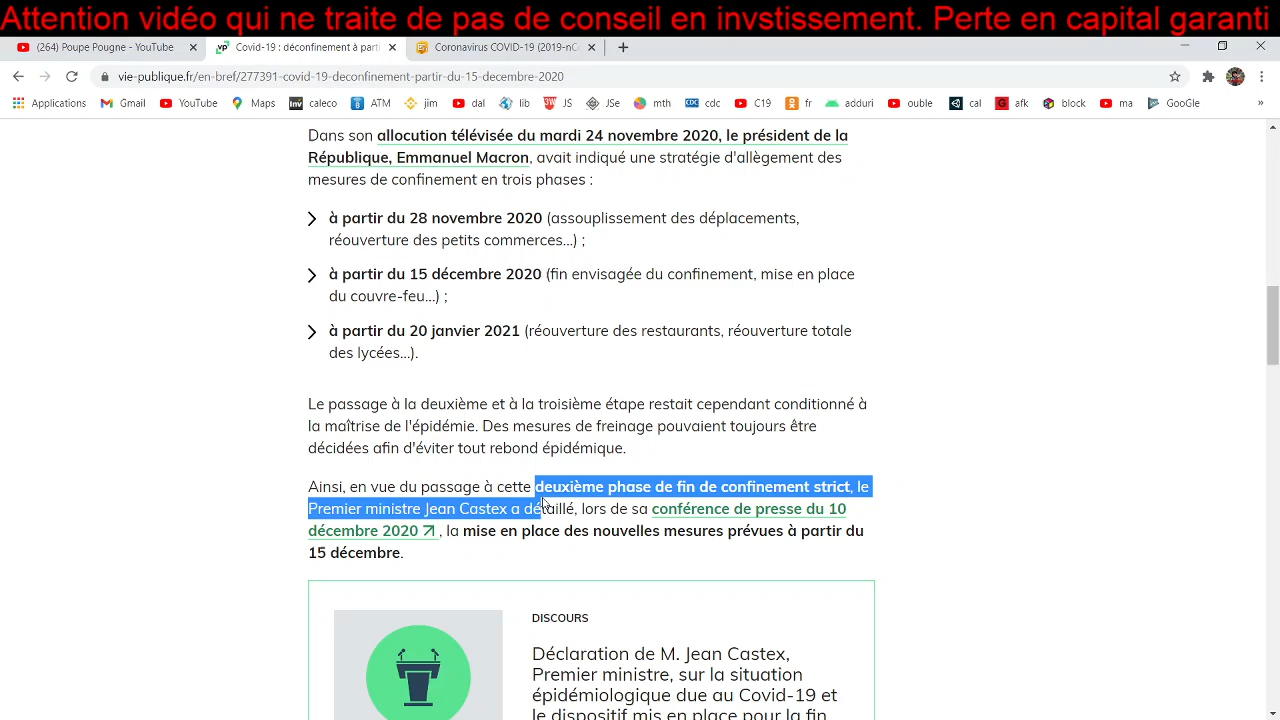 Attention vidéo qui ne traite de pas de conseil en invstissement. Perte en capital garanti
(264) Poupe Pougne - YouTube
Covid-19 : déconfinement à parti
Coronavirus COVID-19 (2019-nCo
vie-publique.fr/en-bref/277391-covid-19-deconfinement-partir-du-15-decembre-2020
Applications Gmail YouTube Maps caleco ATM jim dal lib JS JSe mth cdc C19 fr adduri ouble cal afk block ma GooGle »
Dans son allocution télévisée du mardi 24 novembre 2020, le président de la
République, Emmanuel Macron, avait indiqué une stratégie d'allègement des
mesures de confinement en trois phases :
à partir du 28 novembre 2020 (assouplissement des déplacements,
réouverture des petits commerces...) ;
à partir du 15 décembre 2020 (fin envisagée du confinement, mise en place
du couvre-feu...) ;
à partir du 20 janvier 2021 (réouverture des restaurants, réouverture totale
des lycées...).
Le passage à la deuxième et à la troisième étape restait cependant conditionné à
la maîtrise de l'épidémie. Des mesures de freinage pouvaient toujours être
décidées afin d'éviter tout rebond épidémique.
Ainsi, en vue du passage à cette deuxième phase de fin de confinement strict, le
Premier ministre Jean Castex a détaillé, lors de sa conférence de presse du 10
décembre 2020, la mise en place des nouvelles mesures prévues à partir du
15 décembre.
DISCOURS
Déclaration de M. Jean Castex,
Premier ministre, sur la situation
épidémiologique due au Covid-19 et
le dispositif mis en place pour la fin